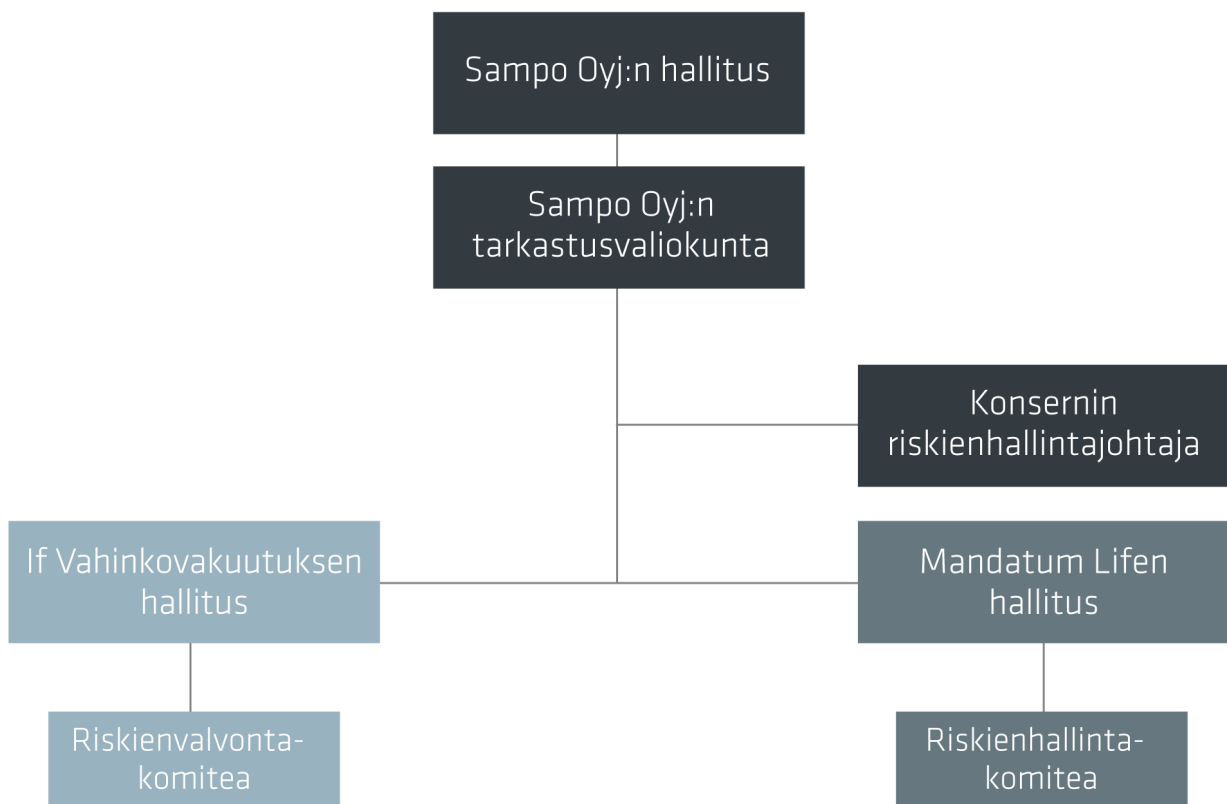 Sampo Oyj:n hallitus
Sampo Oyj:n
tarkastusvaliokunta
Konsernin
riskienhallintajohtaja
If Vahinkovakuutuksen
hallitus
Mandatum Lifen
hallitus
Riskienvalvonta-
komitea
Riskienhallinta-
komitea